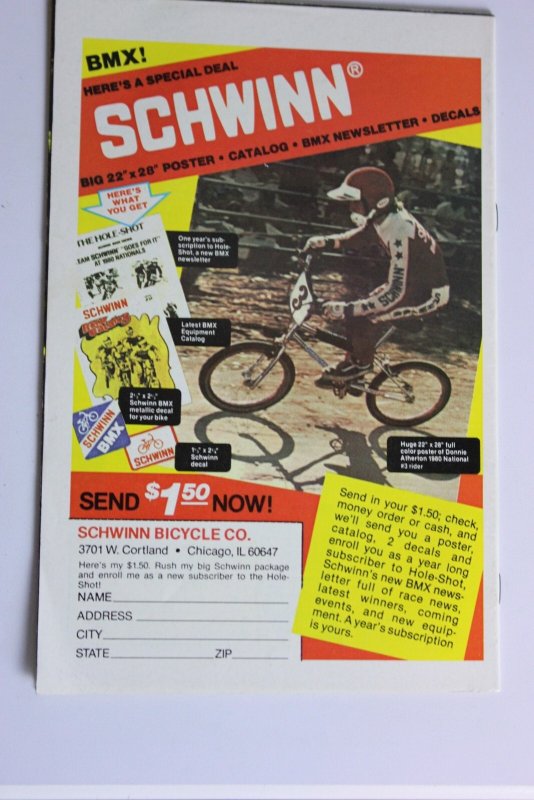 BMX!
HERE'S A SPECIAL DEAL
SCHWINN®
BIG 22" x 28" POSTER • CATALOG • BMX NEWSLETTER • DECALS
HERE'S
WHAT
YOU GET
THE HOLE-SHOT
TEAM SCHWINN "GOES FOR IT"
AT 1980 NATIONALS
SCHWINN
One year's sub-
scription to Hole-
Shot, a new BMX
newsletter
Latest BMX
Equipment
Catalog
2½" x 2½"
Schwinn BMX
metallic decal
for your bike
SCHWINN
BMX
SCHWINN
Schwinn
decal
3
SCHWINN
Huge 22" x 28" full
color poster of Donnie
Atherton 1980 National
#3 rider
SEND $1.50 NOW!
SCHWINN BICYCLE CO.
3701 W. Cortland • Chicago, IL 60647
Here's my $1.50. Rush my big Schwinn package
and enroll me as a new subscriber to the Hole-
Shot!
NAME
ADDRESS
CITY
STATE ZIP
Send in your $1.50; check,
money order or cash, and
we'll send you a poster,
catalog, 2 decals and
enroll you as a year long
subscriber to Hole-Shot,
Schwinn's new BMX news-
letter full of race news,
latest winners, coming
events, and new equip-
ment. A year's subscription
is yours.